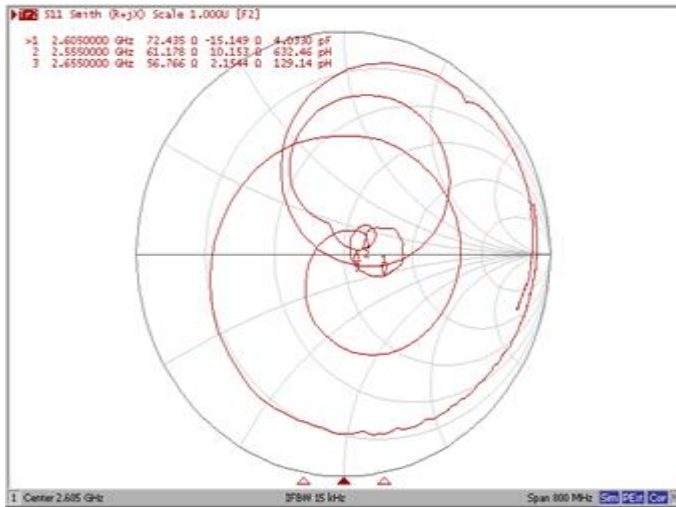 S11 Smith (R+jX) Scale 1.000U [F2]
>1 2.6050000 GHz 72.435 Ω -15.149 Ω 4.0330 pF
2 2.5550000 GHz 61.178 Ω 10.153 Ω 632.46 pH
3 2.6550000 GHz 56.766 Ω 2.1544 Ω 129.14 pH
1 Center 2.605 GHz IFBW 15 kHz Span 800 MHz Sim PExt Cor